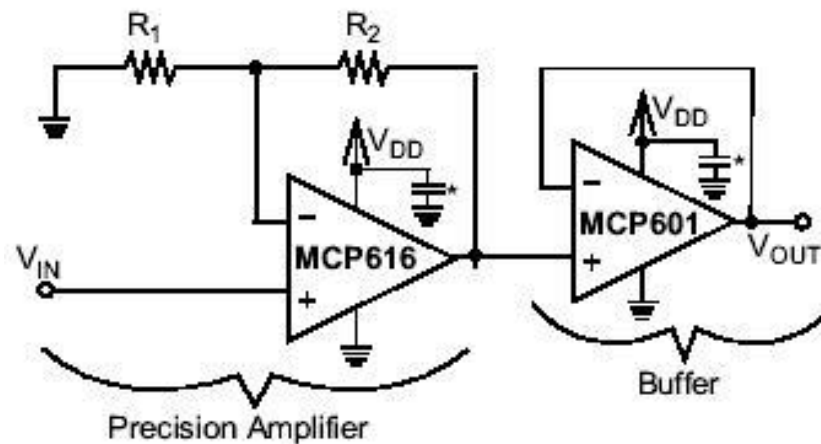 R1
R2
VDD
*
−
MCP616
+
VIN
VDD
*
−
MCP601
+
VOUT
Precision Amplifier
Buffer